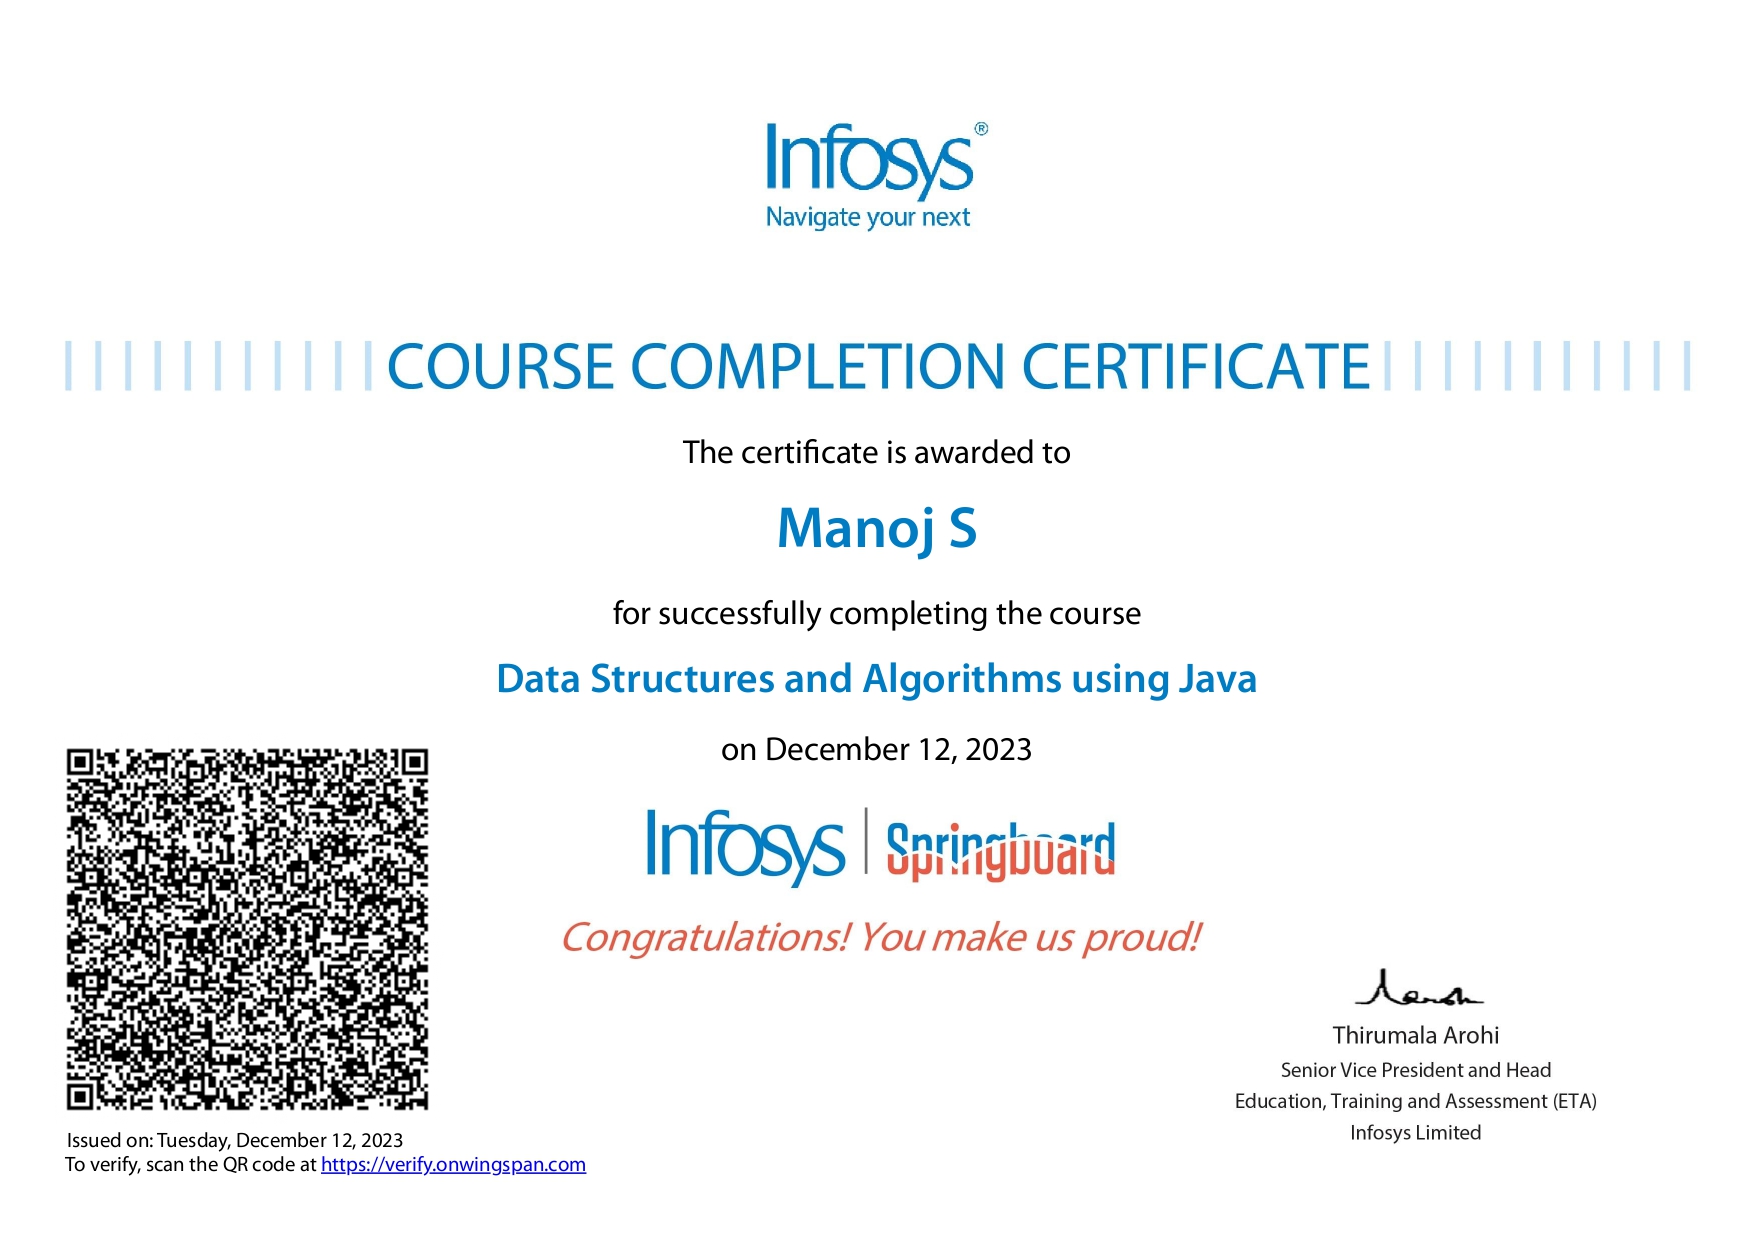 Infosys®
Navigate your next
COURSE COMPLETION CERTIFICATE
The certificate is awarded to
Manoj S
for successfully completing the course
Data Structures and Algorithms using Java
on December 12, 2023
Infosys | Springboard
Congratulations! You make us proud!
Thirumala Arohi
Senior Vice President and Head
Education, Training and Assessment (ETA)
Infosys Limited
Issued on: Tuesday, December 12, 2023
To verify, scan the QR code at https://verify.onwingspan.com